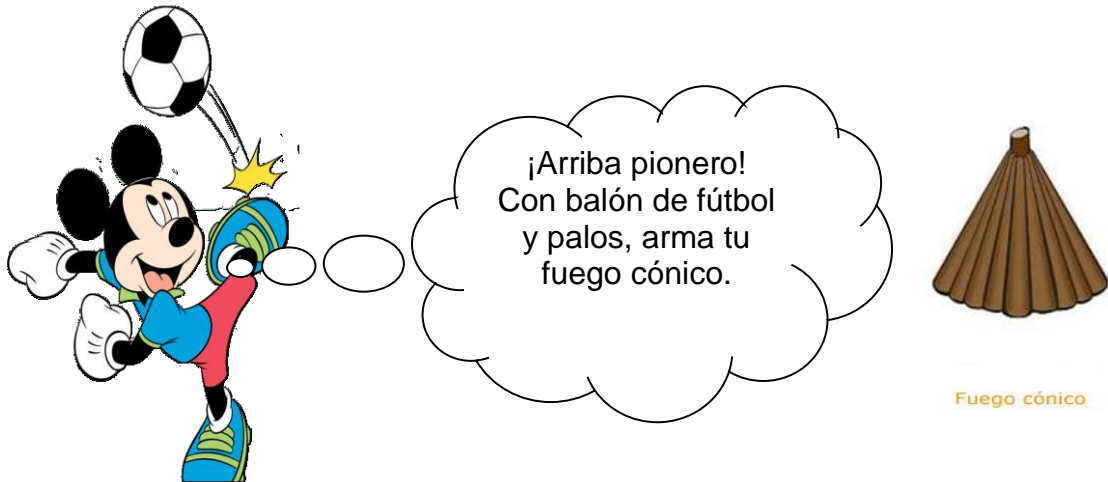 ¡Arriba pionero!
Con balón de fútbol
y palos, arma tu
fuego cónico.
Fuego cónico